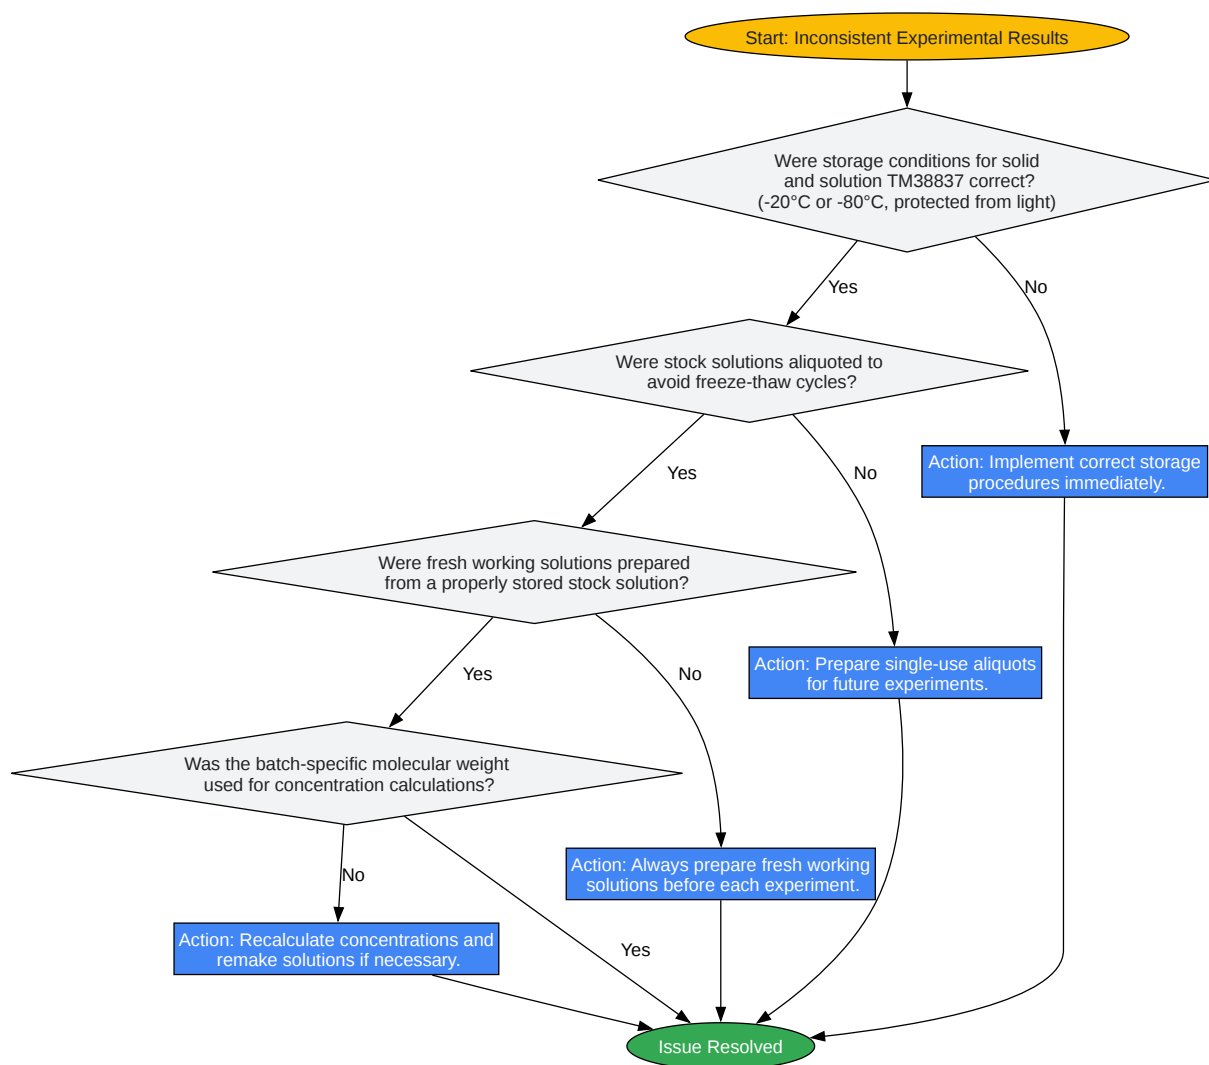 Start: Inconsistent Experimental Results
Were storage conditions for solid
and solution TM38837 correct?
(-20°C or -80°C, protected from light)
Yes
No
Were stock solutions aliquoted to
avoid freeze-thaw cycles?
Action: Implement correct storage
procedures immediately.
Yes
No
Were fresh working solutions prepared
from a properly stored stock solution?
Action: Prepare single-use aliquots
for future experiments.
Yes
No
Was the batch-specific molecular weight
used for concentration calculations?
Action: Always prepare fresh working
solutions before each experiment.
No
Yes
Action: Recalculate concentrations and
remake solutions if necessary.
Issue Resolved